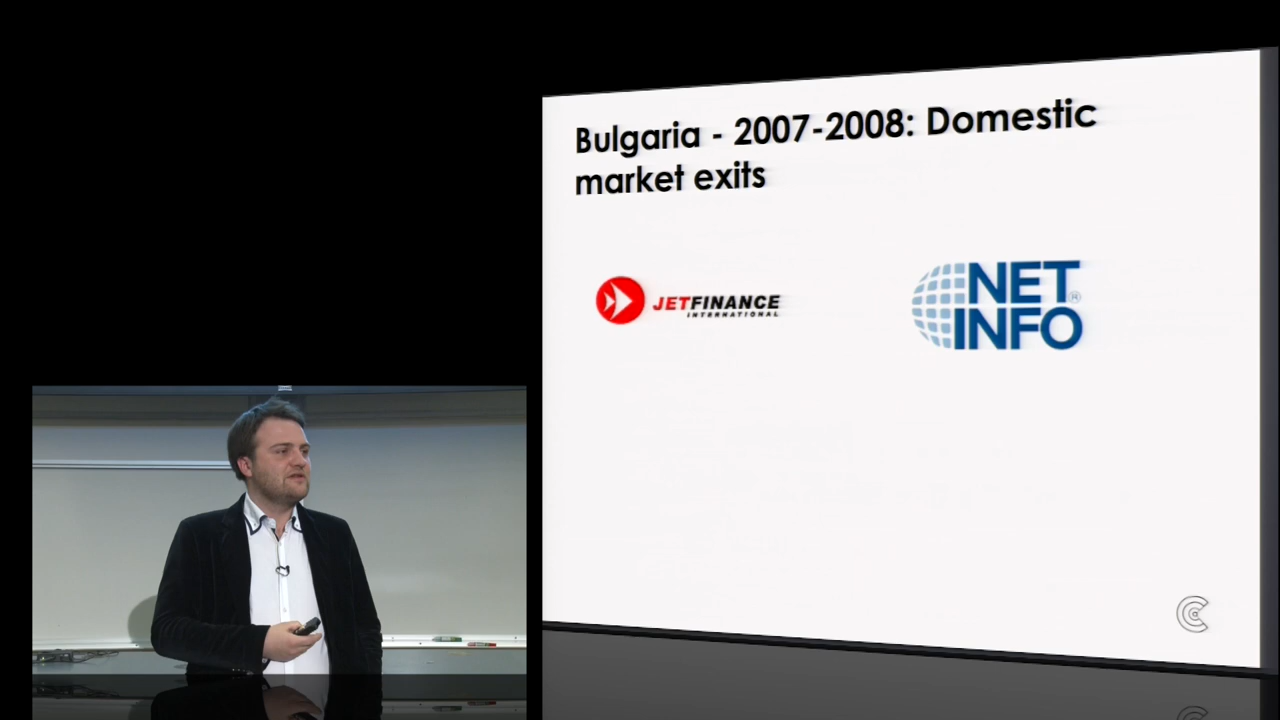 Bulgaria - 2007-2008: Domestic
market exits
JETFINANCE
INTERNATIONAL
NET
INFO